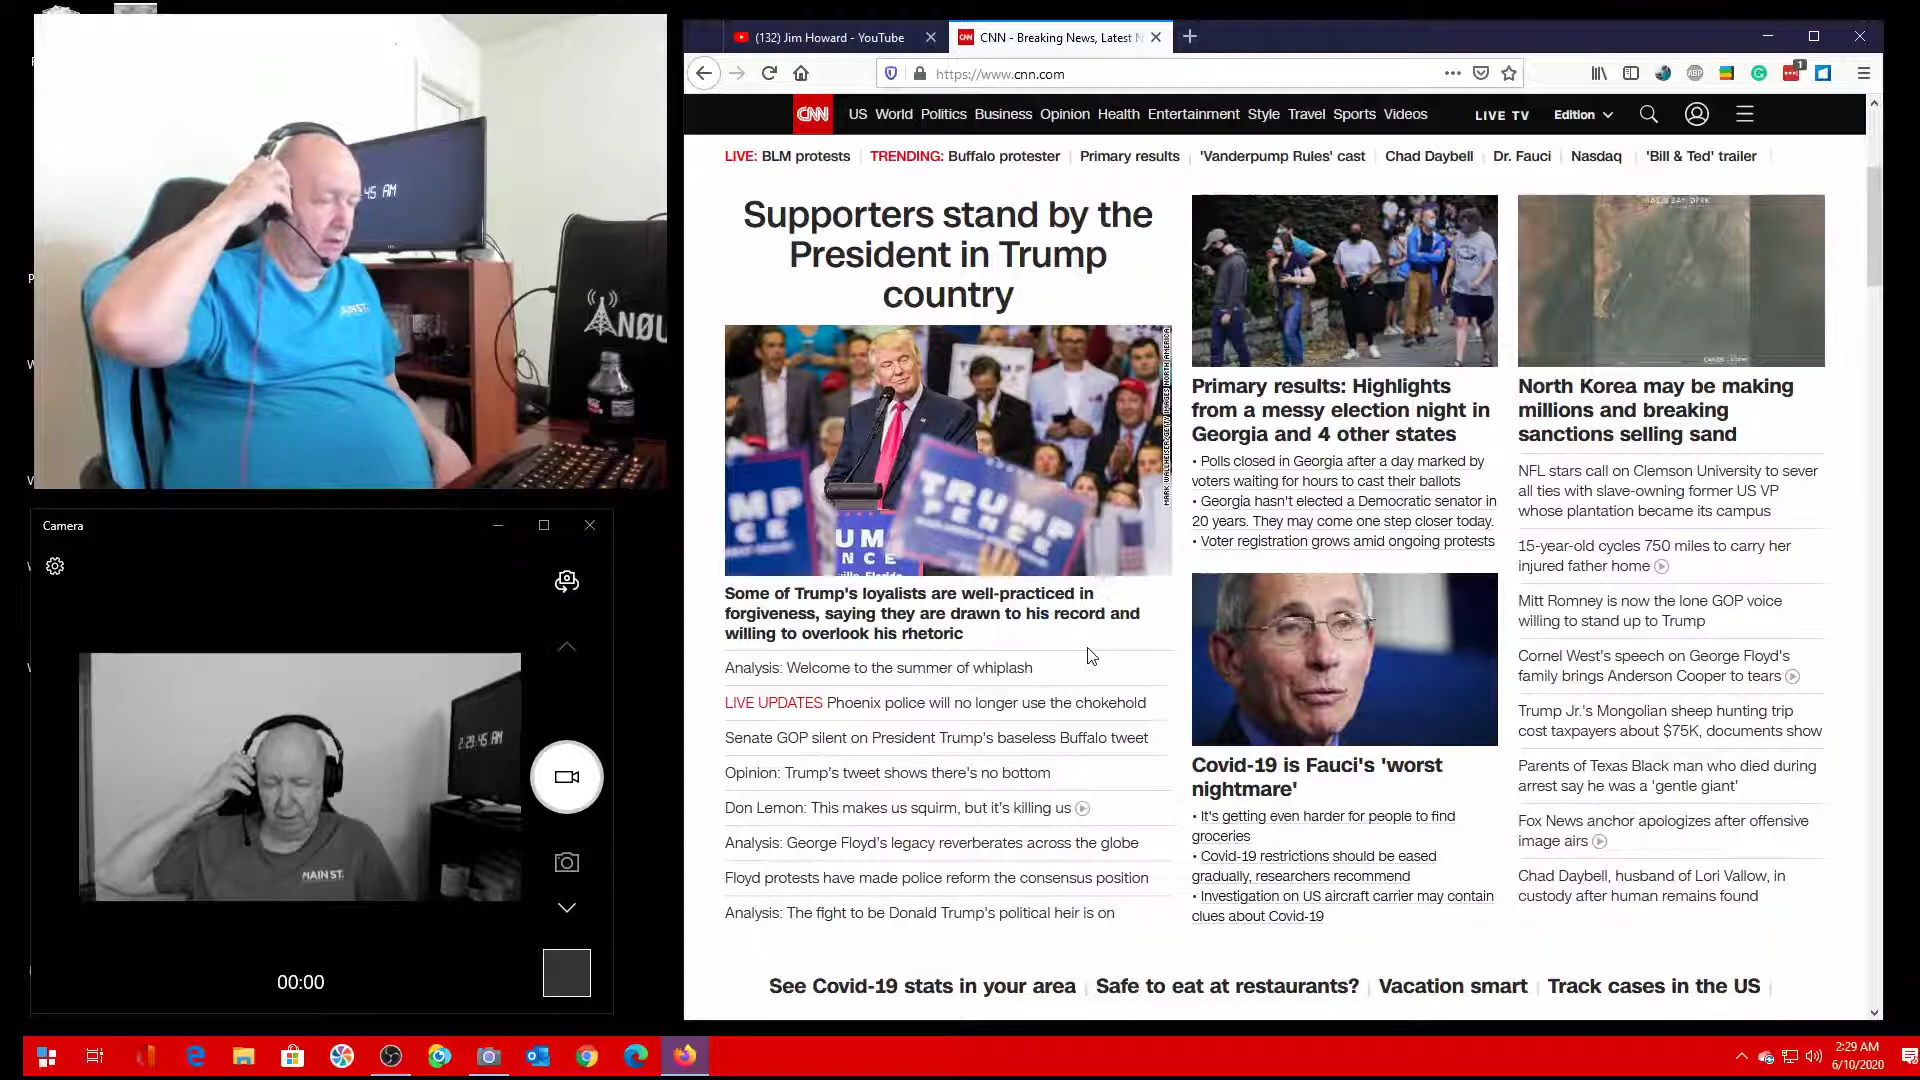 45 AM
MAIN ST.
(132) Jim Howard - YouTube
CNN - Breaking News, Latest N
https://www.cnn.com
1
CNN
US World Politics Business Opinion Health Entertainment Style Travel Sports Videos
LIVE TV
Edition
LIVE: BLM protests
TRENDING: Buffalo protester
Primary results
'Vanderpump Rules' cast
Chad Daybell
Dr. Fauci
Nasdaq
'Bill & Ted' trailer
Supporters stand by the
President in Trump
country
MARK WALLHEISER/GETTY IMAGES NORTH AMERICA
TRUMP
PENCE
Some of Trump's loyalists are well-practiced in
forgiveness, saying they are drawn to his record and
willing to overlook his rhetoric
Analysis: Welcome to the summer of whiplash
LIVE UPDATES Phoenix police will no longer use the chokehold
Senate GOP silent on President Trump's baseless Buffalo tweet
Opinion: Trump's tweet shows there's no bottom
Don Lemon: This makes us squirm, but it's killing us
Analysis: George Floyd's legacy reverberates across the globe
Floyd protests have made police reform the consensus position
Analysis: The fight to be Donald Trump's political heir is on
Primary results: Highlights
from a messy election night in
Georgia and 4 other states
• Polls closed in Georgia after a day marked by
voters waiting for hours to cast their ballots
• Georgia hasn't elected a Democratic senator in
20 years. They may come one step closer today.
• Voter registration grows amid ongoing protests
Covid-19 is Fauci's 'worst
nightmare'
• It's getting even harder for people to find
groceries
• Covid-19 restrictions should be eased
gradually, researchers recommend
• Investigation on US aircraft carrier may contain
clues about Covid-19
North Korea may be making
millions and breaking
sanctions selling sand
NFL stars call on Clemson University to sever
all ties with slave-owning former US VP
whose plantation became its campus
15-year-old cycles 750 miles to carry her
injured father home
Mitt Romney is now the lone GOP voice
willing to stand up to Trump
Cornel West's speech on George Floyd's
family brings Anderson Cooper to tears
Trump Jr.'s Mongolian sheep hunting trip
cost taxpayers about $75K, documents show
Parents of Texas Black man who died during
arrest say he was a 'gentle giant'
Fox News anchor apologizes after offensive
image airs
Chad Daybell, husband of Lori Vallow, in
custody after human remains found
See Covid-19 stats in your area
Safe to eat at restaurants?
Vacation smart
Track cases in the US
Camera
2:29:45 AM
MAIN ST.
00:00
2:29 AM
6/10/2020